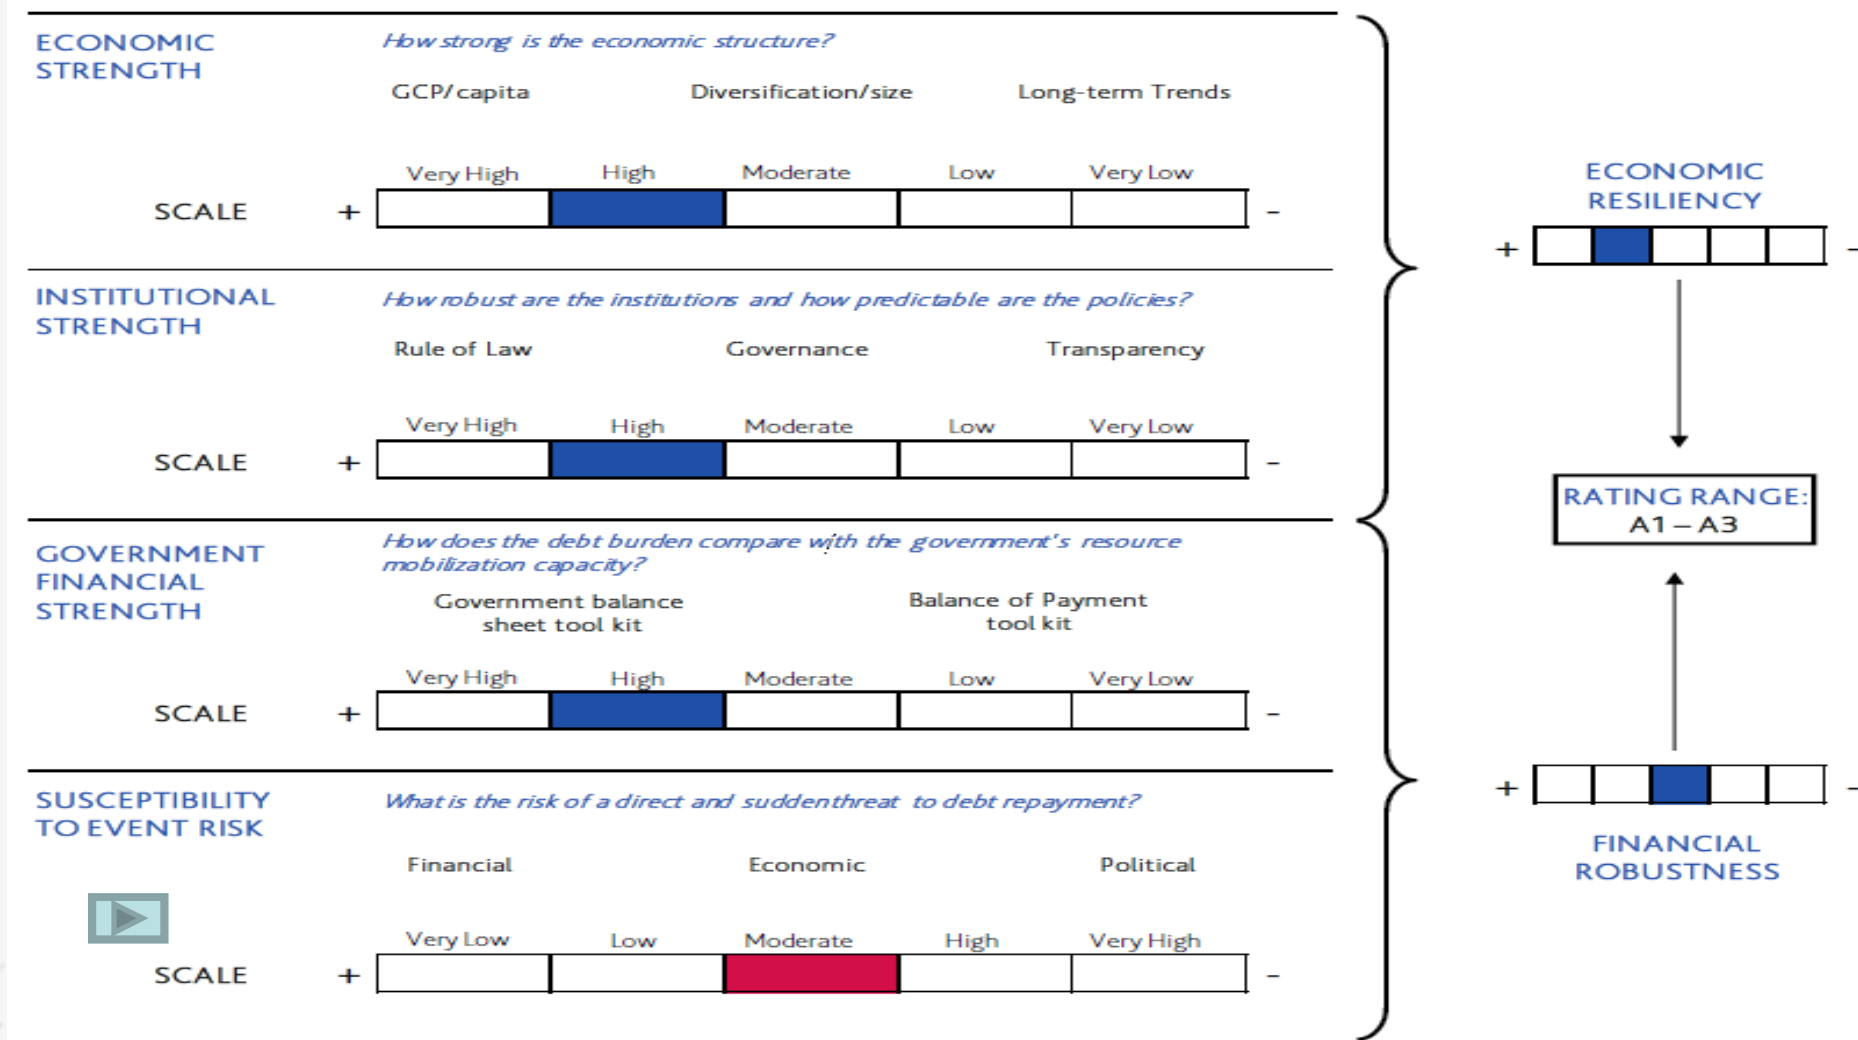 ECONOMIC
STRENGTH
How strong is the economic structure?
GCP/capita Diversification/size Long-term Trends
Very High High Moderate Low Very Low
SCALE + -
INSTITUTIONAL
STRENGTH
How robust are the institutions and how predictable are the policies?
Rule of Law Governance Transparency
Very High High Moderate Low Very Low
SCALE + -
GOVERNMENT
FINANCIAL
STRENGTH
How does the debt burden compare with the government's resource
mobilization capacity?
Government balance
sheet tool kit
Balance of Payment
tool kit
Very High High Moderate Low Very Low
SCALE + -
SUSCEPTIBILITY
TO EVENT RISK
What is the risk of a direct and sudden threat to debt repayment?
Financial Economic Political
Very Low Low Moderate High Very High
SCALE + -
ECONOMIC
RESILIENCY
+ -
RATING RANGE:
A1 – A3
+ -
FINANCIAL
ROBUSTNESS